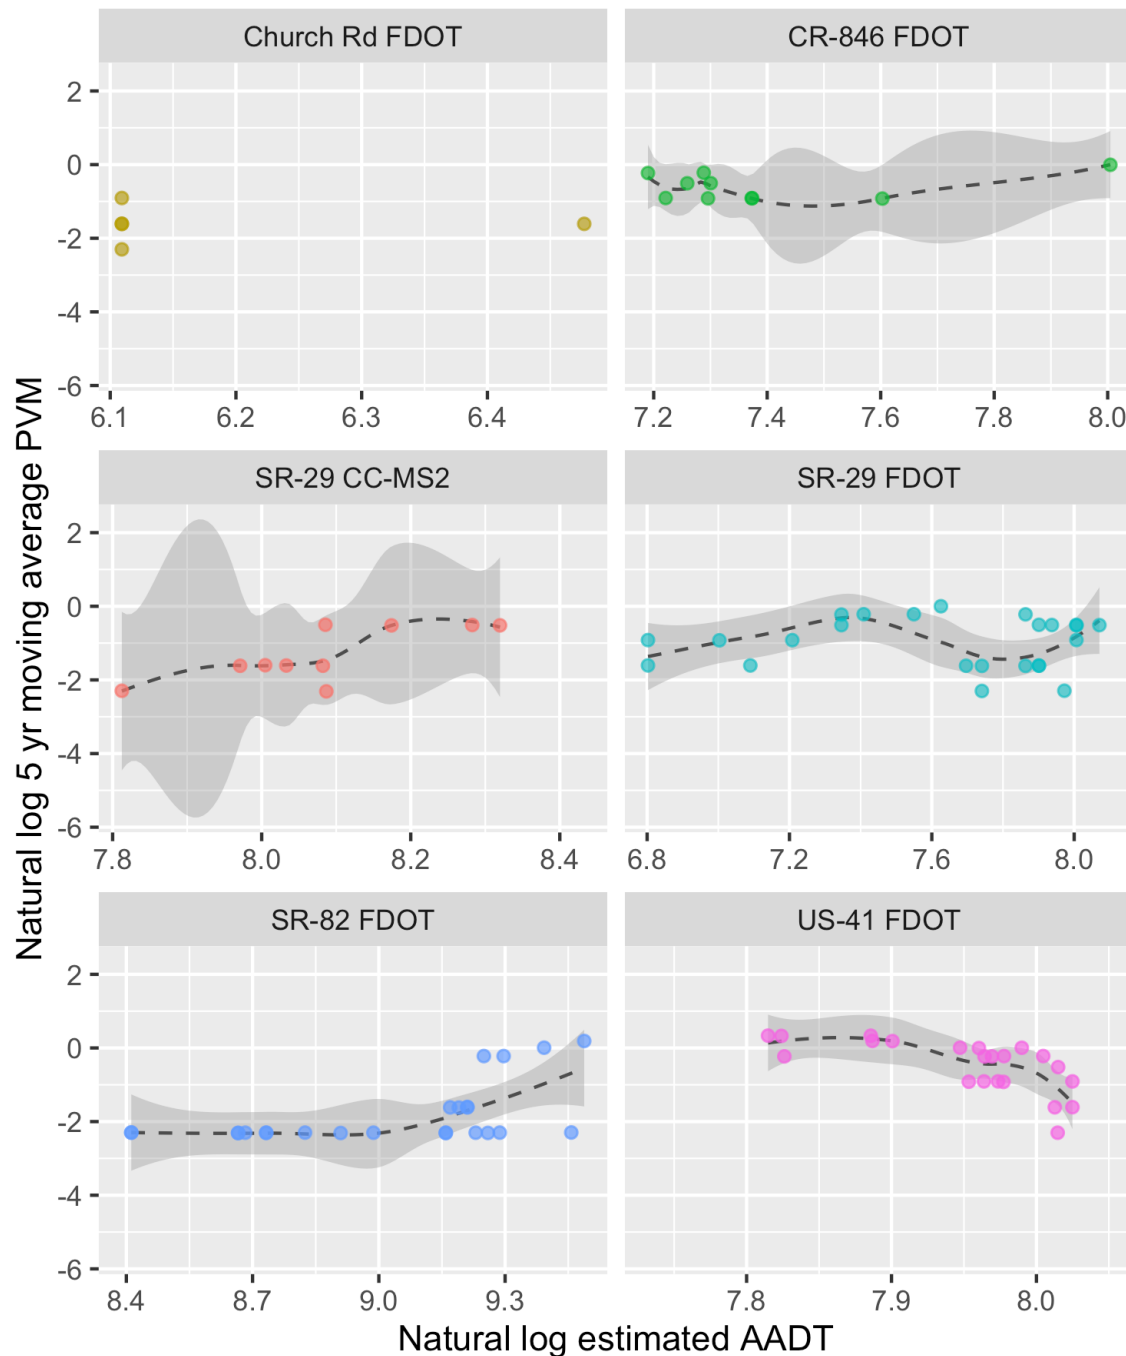 Church Rd FDOT
CR-846 FDOT
2
0
-2
-4
-6
6.1 6.2 6.3 6.4
7.2 7.4 7.6 7.8 8.0
SR-29 CC-MS2
SR-29 FDOT
2
0
-2
-4
-6
7.8 8.0 8.2 8.4
6.8 7.2 7.6 8.0
SR-82 FDOT
US-41 FDOT
2
0
-2
-4
-6
8.4 8.7 9.0 9.3
7.8 7.9 8.0
Natural log 5 yr moving average PVM
Natural log estimated AADT